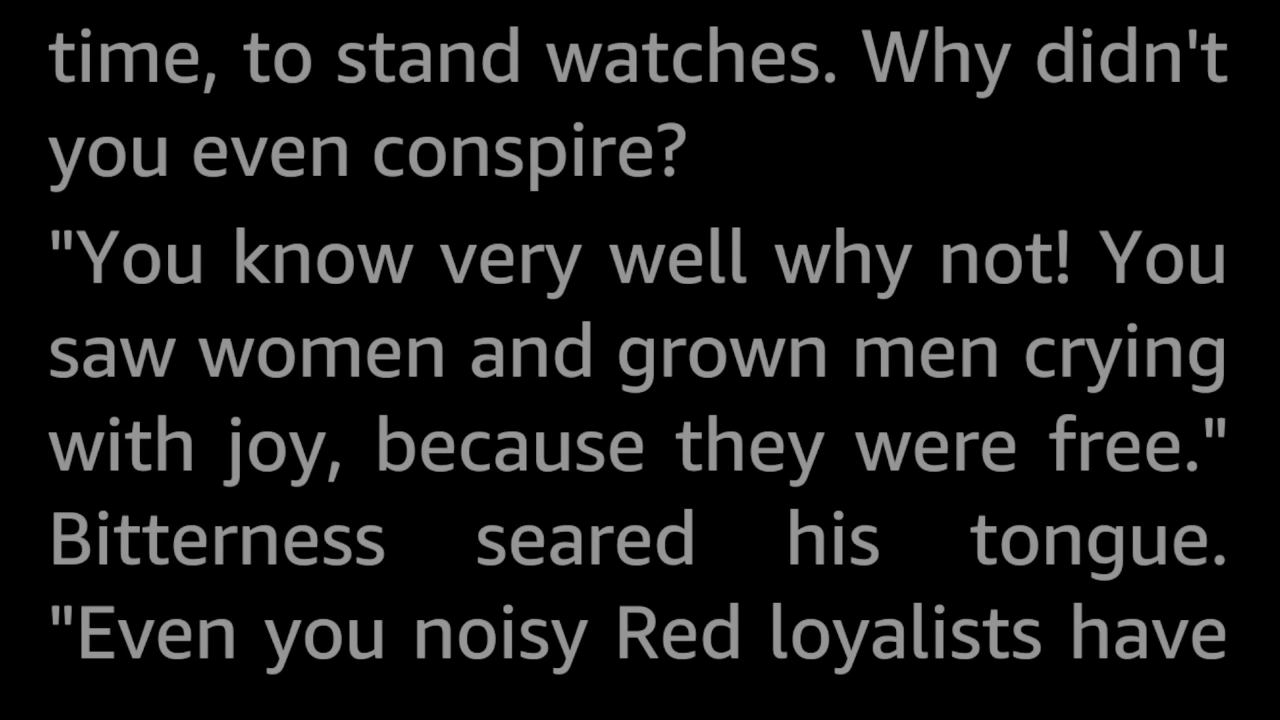 time, to stand watches. Why didn't
you even conspire?
"You know very well why not! You
saw women and grown men crying
with joy, because they were free."
Bitterness seared his tongue.
"Even you noisy Red loyalists have